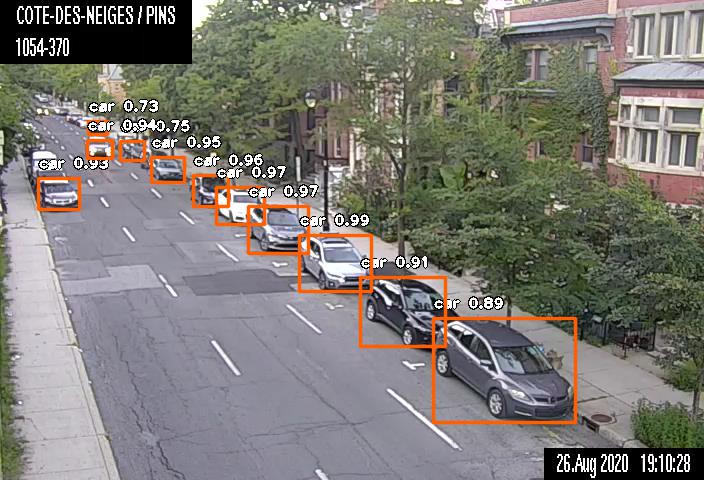 COTE-DES-NEIGES / PINS
1054-370
car 0.73
car 0.94
0.75
car 0.95
car 0.93
car 0.96
car 0.97
car 0.97
car 0.99
car 0.91
car 0.89
26.Aug 2020 19:10:28